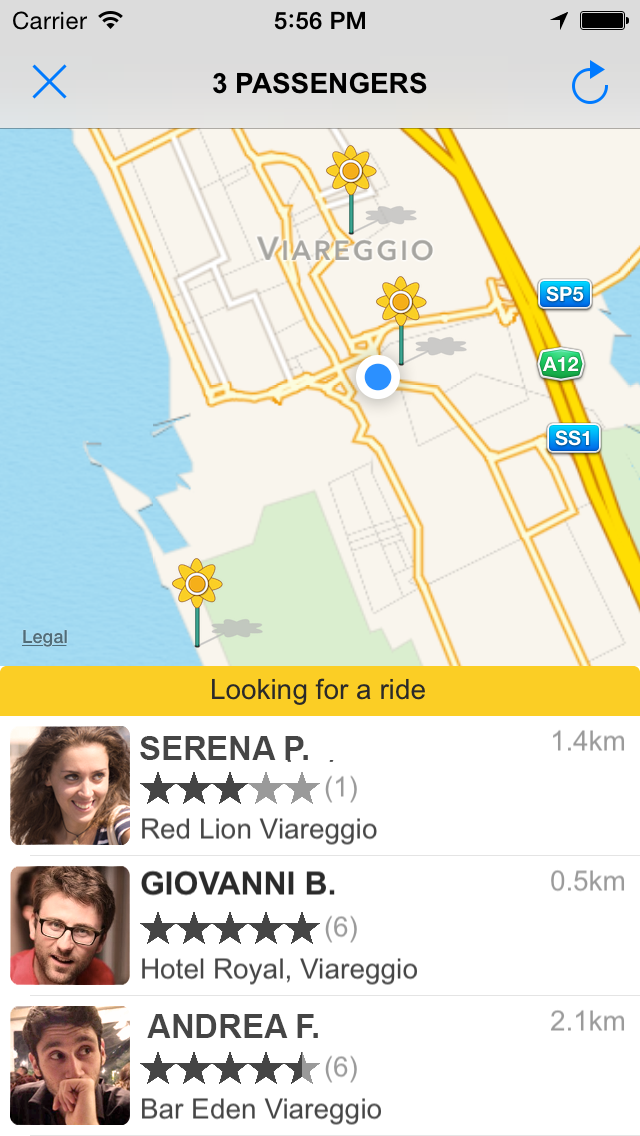 Carrier 5:56 PM
3 PASSENGERS
VIAREGGIO
SP5
A12
SS1
Legal
Looking for a ride
SERENA P. 1.4km
(1)
Red Lion Viareggio
GIOVANNI B. 0.5km
(6)
Hotel Royal, Viareggio
ANDREA F. 2.1km
(6)
Bar Eden Viareggio